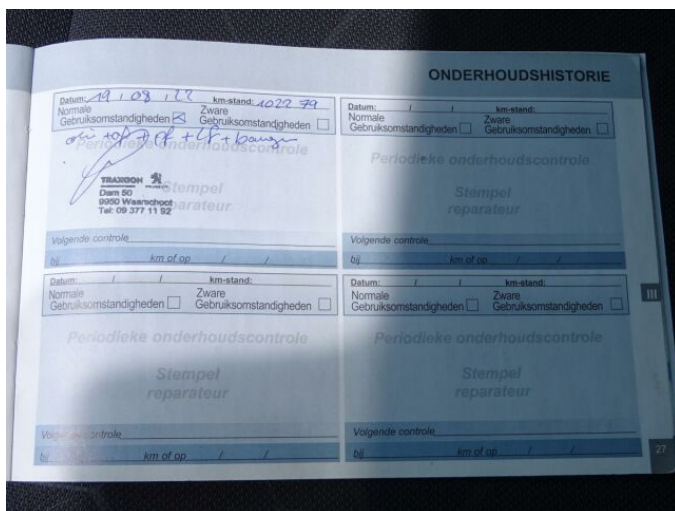 ONDERHOUDSHISTORIE
Datum: 19 / 08 / 22 km-stand: 102279
Normale Zware
Gebruiksomstandigheden Gebruiksomstandigheden
+ pf + lf +
Periodieke onderhoudscontrole
Stempel
reparateur
PEUGEOT
Dam 50
9950 Waarschoot
Tel: 09 377 11 92
Volgende controle
bij km of op / /
Datum: / / km-stand:
Normale Zware
Gebruiksomstandigheden Gebruiksomstandigheden
Periodieke onderhoudscontrole
Stempel
reparateur
Volgende controle
bij km of op / /
Datum: / / km-stand:
Normale Zware
Gebruiksomstandigheden Gebruiksomstandigheden
Periodieke onderhoudscontrole
Stempel
reparateur
Volgende controle
bij km of op / /
Datum: / / km-stand:
Normale Zware
Gebruiksomstandigheden Gebruiksomstandigheden
Periodieke onderhoudscontrole
Stempel
reparateur
Volgende controle
bij km of op / /
III
27